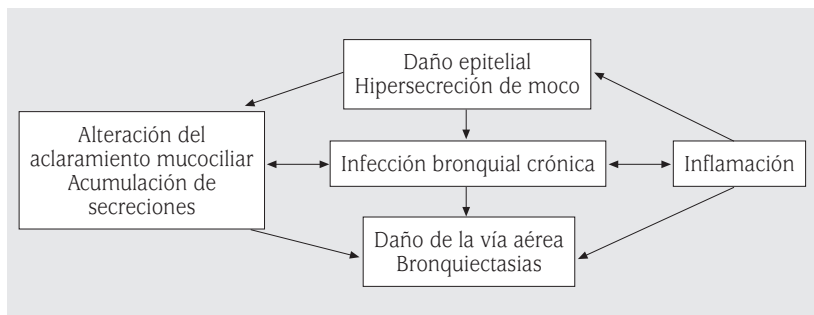 Daño epitelial
Hipersecreción de moco
Alteración del
aclaramiento mucociliar
Acumulación de
secreciones
Infección bronquial crónica
Inflamación
Daño de la vía aérea
Bronquiectasias